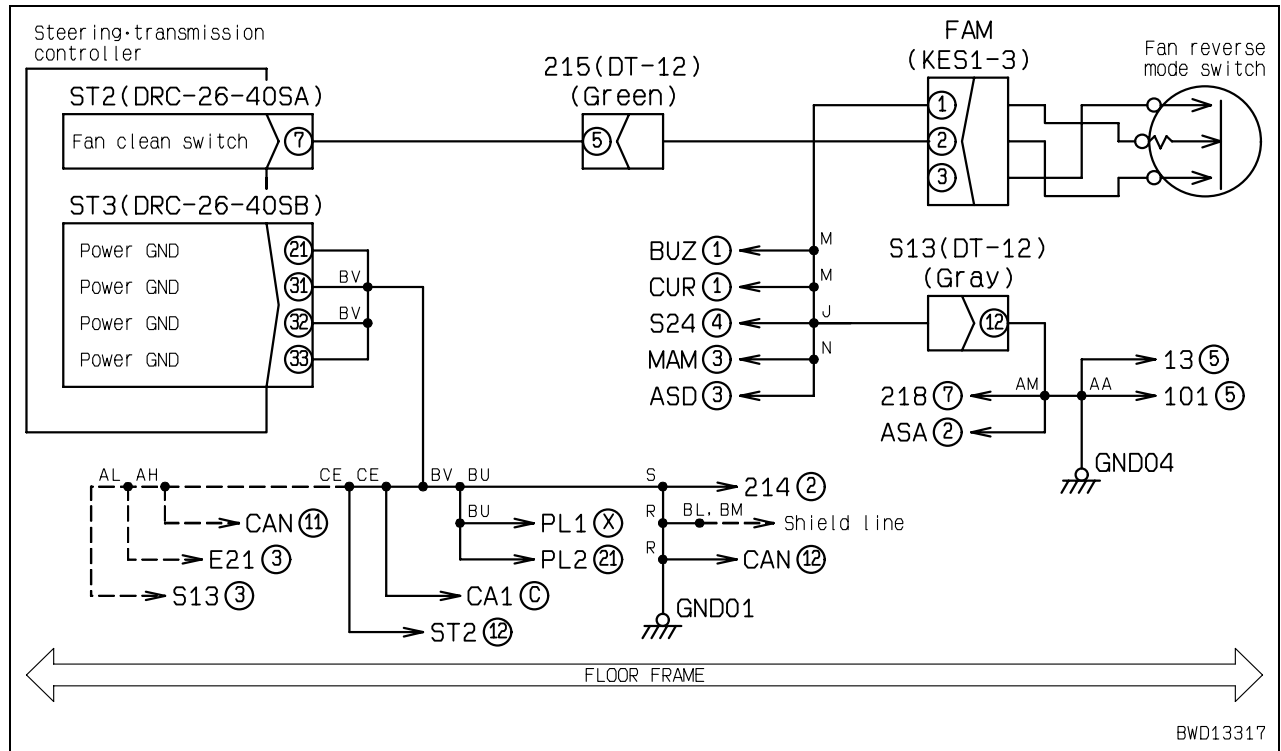 Steering·transmission
controller
ST2(DRC-26-40SA)
Fan clean switch 7
215(DT-12)
(Green)
5
FAM
(KES1-3)
1
2
3
Fan reverse
mode switch
ST3(DRC-26-40SB)
Power GND 21
Power GND 31 BV
Power GND 32 BV
Power GND 33
BUZ 1 M
CUR 1 M
S24 4 J
MAM 3 N
ASD 3
S13(DT-12)
(Gray)
12
13 5
218 7 AM AA 101 5
ASA 2
GND04
AL AH CE CE BV BU S 214 2
CAN 11 BU PL1 X R BL, BM Shield line
E21 3 PL2 21 R CAN 12
S13 3 CA1 C GND01
ST2 12
FLOOR FRAME
BWD13317